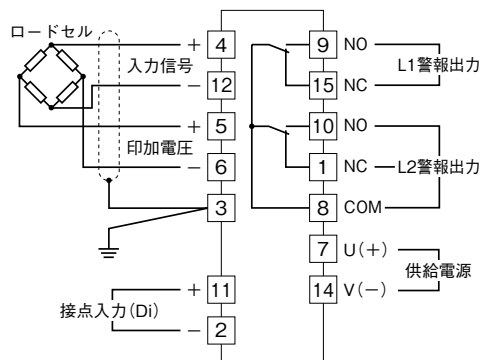 ロードセル
+ 4
入力信号
− 12
+ 5
印加電圧
− 6
3
+ 11
接点入力(Di)
− 2
9 NO
L1警報出力
15 NC
10 NO
1 NC L2警報出力
8 COM
7 U(+)
供給電源
14 V(−)